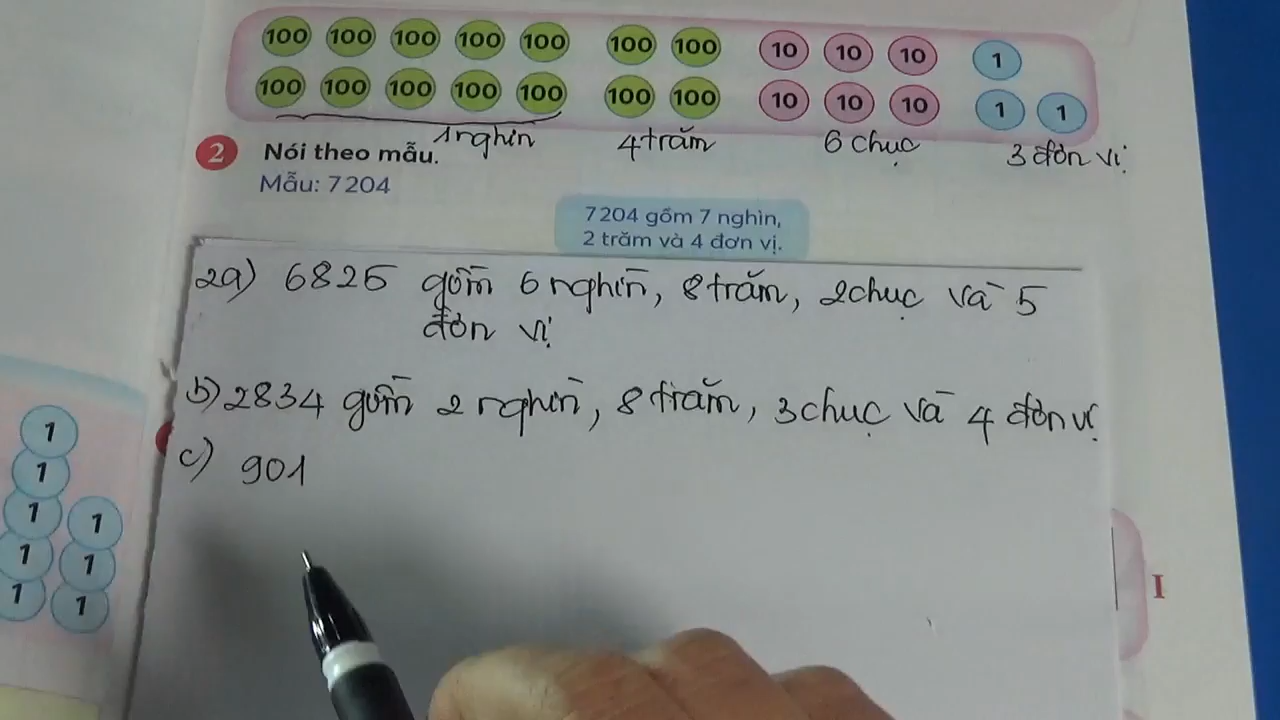 100 100 100 100 100 100 100 10 10 10 1
100 100 100 100 100 100 100 10 10 10 1 1
1 nghìn 4 trăm 6 chục 3 đơn vị
2 Nói theo mẫu.
Mẫu: 7 204
7 204 gồm 7 nghìn,
2 trăm và 4 đơn vị.
2a) 6825 gồm 6 nghìn, 8 trăm, 2 chục và 5
đơn vị
b) 2834 gồm 2 nghìn, 8 trăm, 3 chục và 4 đơn vị
c) 901
1
1
1 1
1 1
1 1
I